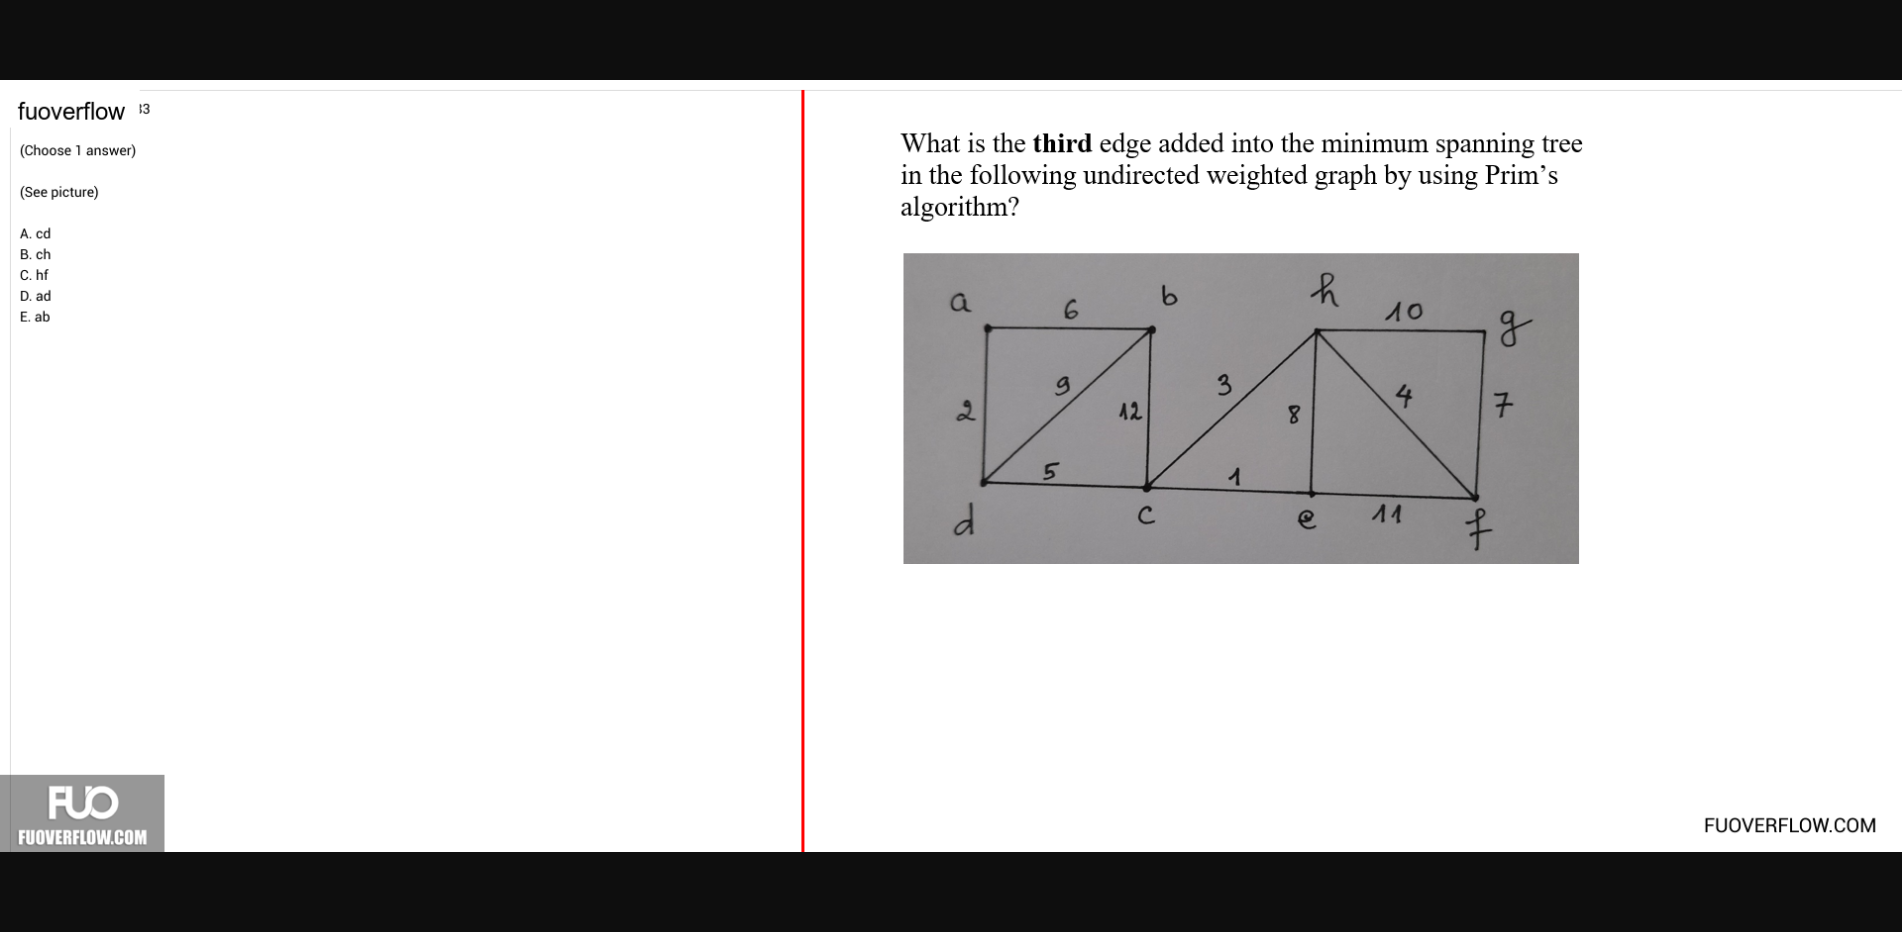 fuoverflow 33
(Choose 1 answer)
(See picture)
A. cd
B. ch
C. hf
D. ad
E. ab
What is the third edge added into the minimum spanning tree
in the following undirected weighted graph by using Prim’s
algorithm?
a 6 b h 10 g
2 9 12 3 8 4 7
5 1
d c e 11 f
FUO
FUOVERFLOW.COM
FUOVERFLOW.COM